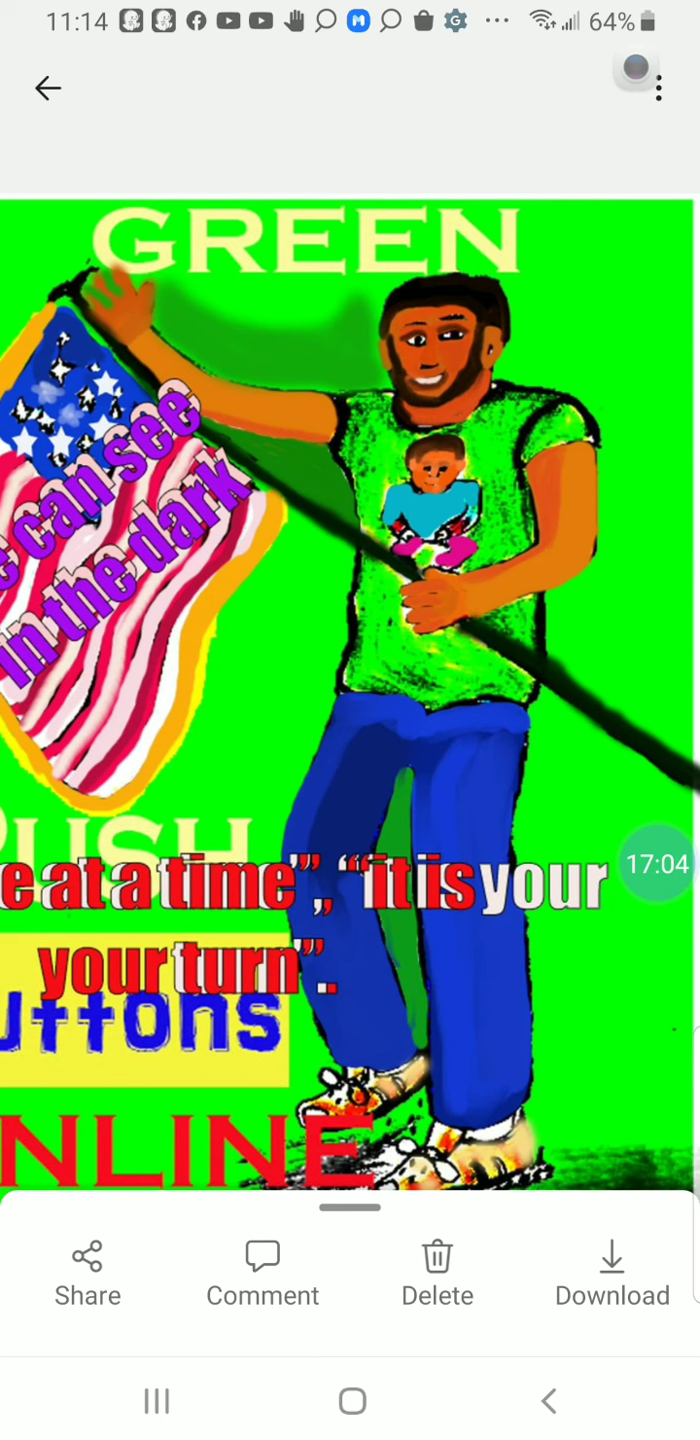 11:14
64%
GREEN
e can see
in the dark
PUSH
17:04
e at a time”, “it is your
your turn”.
uttons
NLINE
Share
Comment
Delete
Download